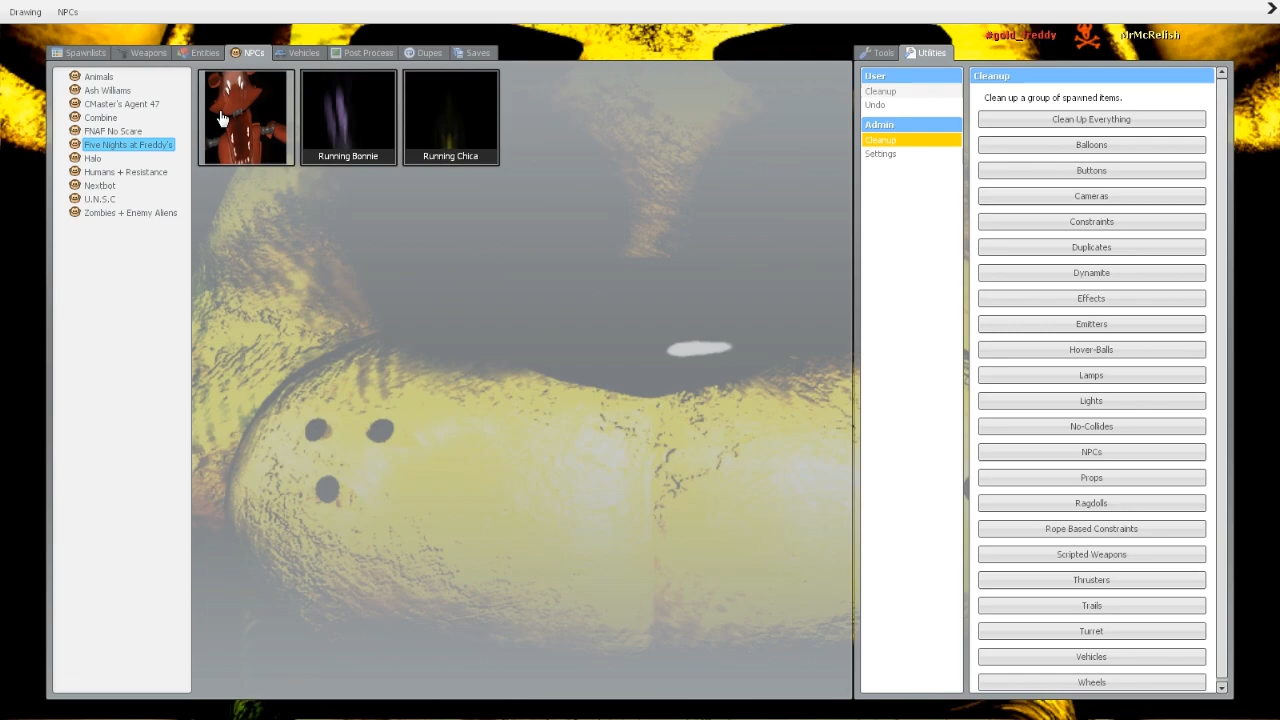 Drawing NPCs
#gold_freddy MrMcRelish
Spawnlists Weapons Entities NPCs Vehicles Post Process Dupes Saves
Animals
Ash Williams
CMaster's Agent 47
Combine
FNAF No Scare
Five Nights at Freddy's
Halo
Humans + Resistance
Nextbot
U.N.S.C
Zombies + Enemy Aliens
Running Bonnie
Running Chica
Tools Utilities
User
Cleanup
Undo
Admin
Cleanup
Settings
Cleanup
Clean up a group of spawned items.
Clean Up Everything
Balloons
Buttons
Cameras
Constraints
Duplicates
Dynamite
Effects
Emitters
Hover-Balls
Lamps
Lights
No-Collides
NPCs
Props
Ragdolls
Rope Based Constraints
Scripted Weapons
Thrusters
Trails
Turret
Vehicles
Wheels